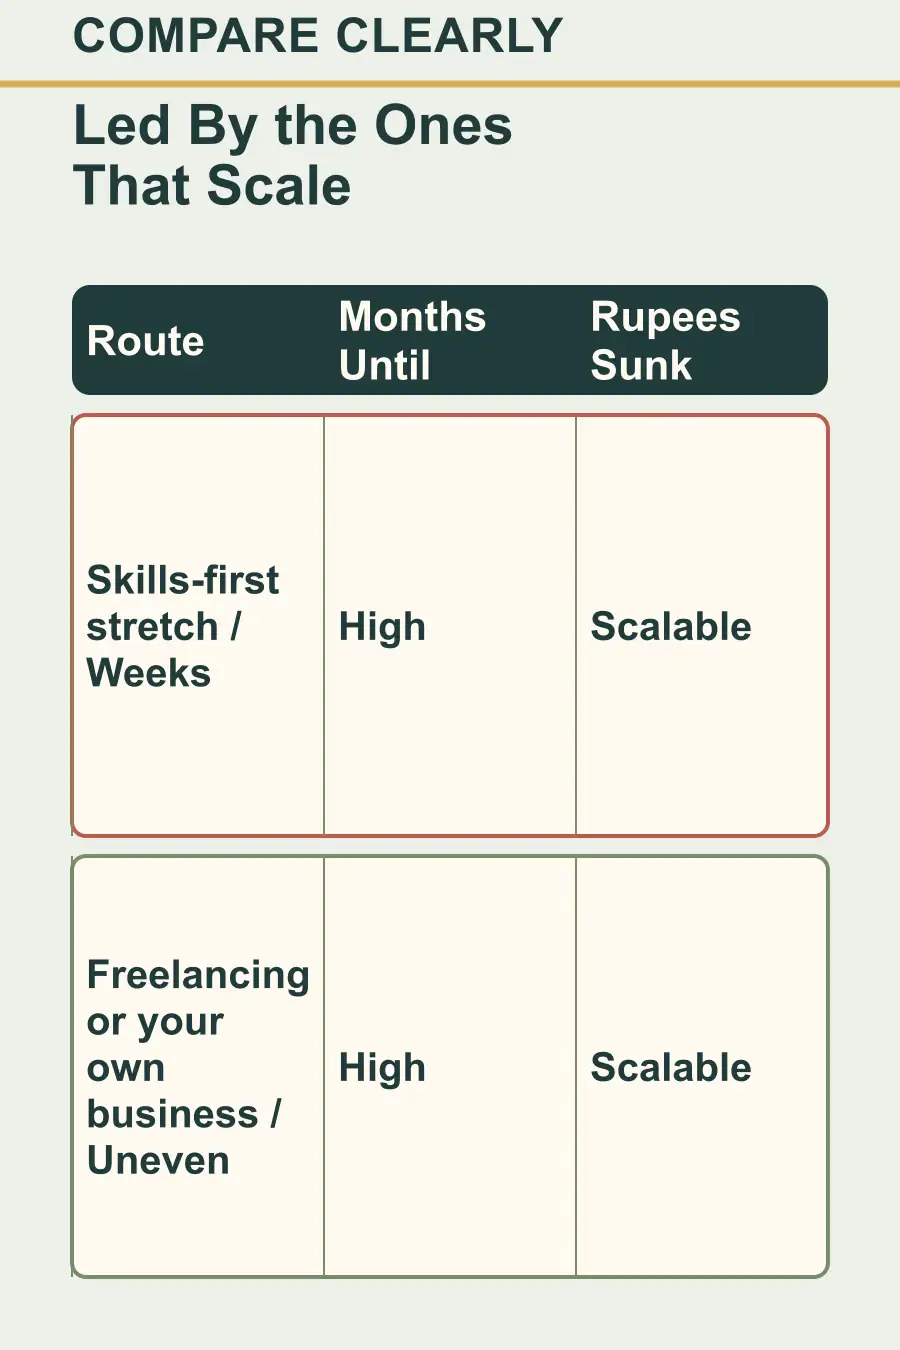 COMPARE CLEARLY
Led By the Ones
That Scale
Route
Months
Until
Rupees
Sunk
Skills-first
stretch /
Weeks
High
Scalable
Freelancing
or your
own
business /
Uneven
High
Scalable